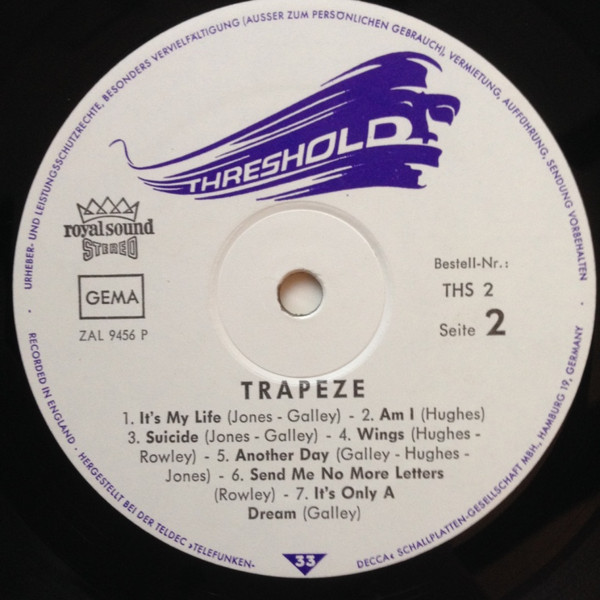 URHEBER- UND LEISTUNGSSCHUTZRECHTE, BESONDERS VERVIELFÄLTIGUNG (AUSSER ZUM PERSÖNLICHEN GEBRAUCH), VERMIETUNG, AUFFÜHRUNG, SENDUNG VORBEHALTEN
THRESHOLD
royal sound
STEREO
GEMA
ZAL 9456 P
Bestell-Nr.:
THS 2
Seite 2
TRAPEZE
1. It's My Life (Jones - Galley) - 2. Am I (Hughes)
3. Suicide (Jones - Galley) - 4. Wings (Hughes -
Rowley) - 5. Another Day (Galley - Hughes -
Jones) - 6. Send Me No More Letters
(Rowley) - 7. It's Only A
Dream (Galley)
33
RECORDED IN ENGLAND · HERGESTELLT BEI DER TELDEC »TELEFUNKEN-
DECCA« SCHALLPLATTEN-GESELLSCHAFT MBH., HAMBURG 19, GERMANY